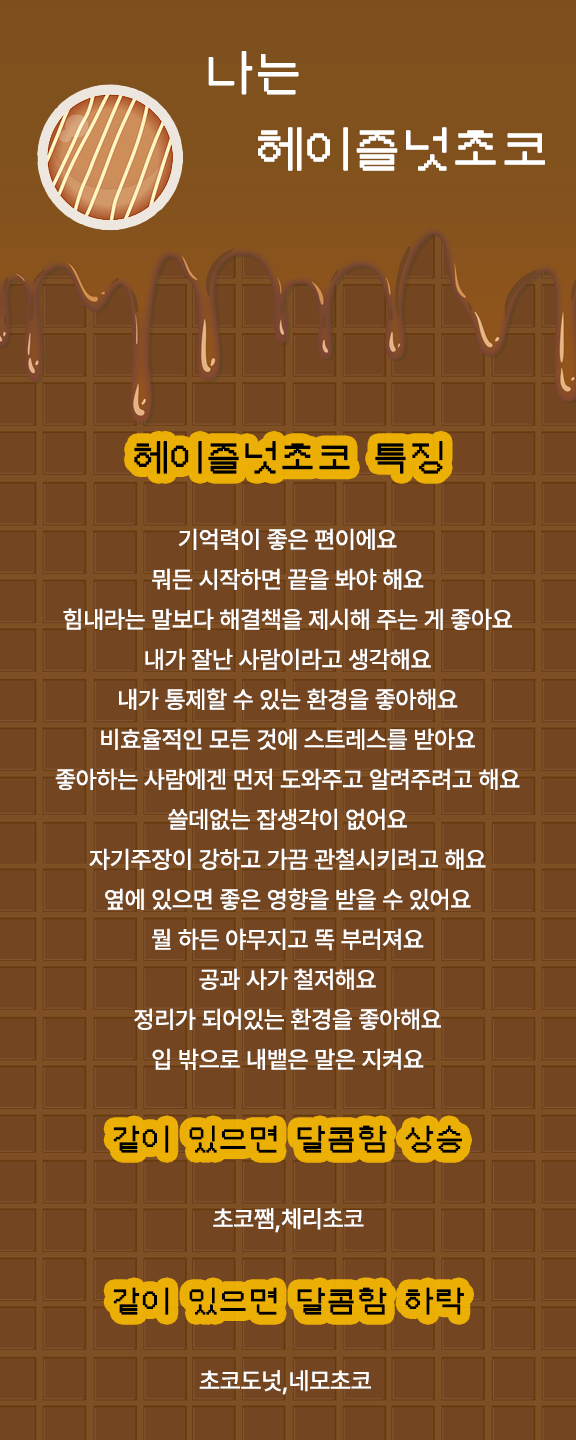 나는
헤이즐넛초코
헤이즐넛초코 특징
기억력이 좋은 편이에요
뭐든 시작하면 끝을 봐야 해요
힘내라는 말보다 해결책을 제시해 주는 게 좋아요
내가 잘난 사람이라고 생각해요
내가 통제할 수 있는 환경을 좋아해요
비효율적인 모든 것에 스트레스를 받아요
좋아하는 사람에겐 먼저 도와주고 알려주려고 해요
쓸데없는 잡생각이 없어요
자기주장이 강하고 가끔 관철시키려고 해요
옆에 있으면 좋은 영향을 받을 수 있어요
뭘 하든 야무지고 똑 부러져요
공과 사가 철저해요
정리가 되어있는 환경을 좋아해요
입 밖으로 내뱉은 말은 지켜요
같이 있으면 달콤함 상승
초코쨈,체리초코
같이 있으면 달콤함 하락
초코도넛,네모초코